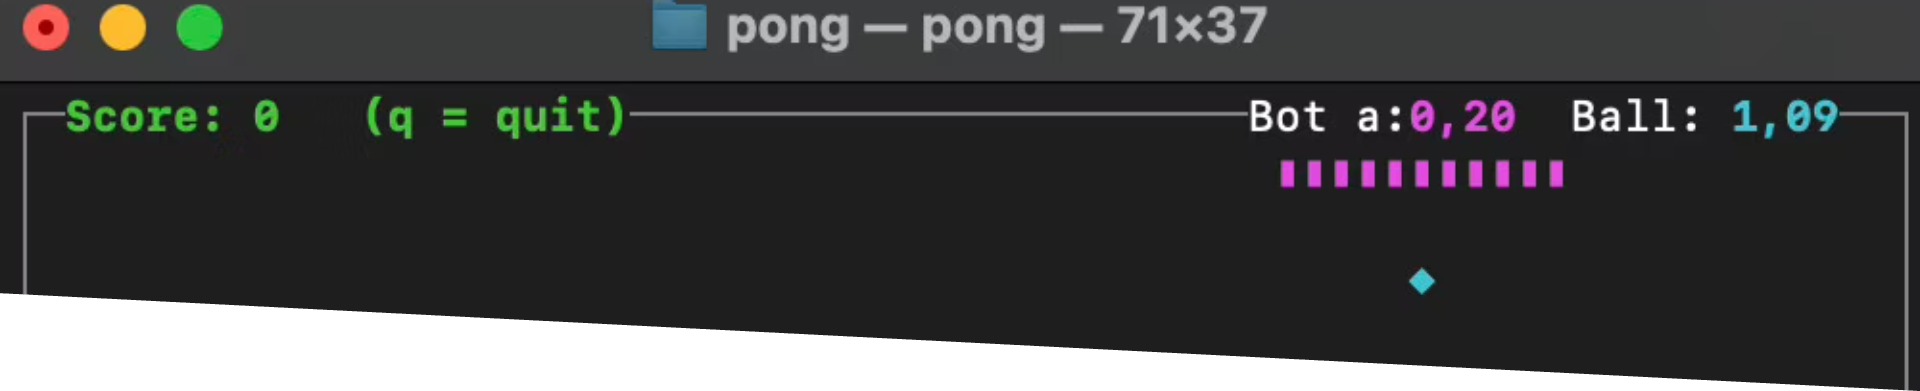 pong — pong — 71×37
Score: 0 (q = quit) Bot a:0,20 Ball: 1,09